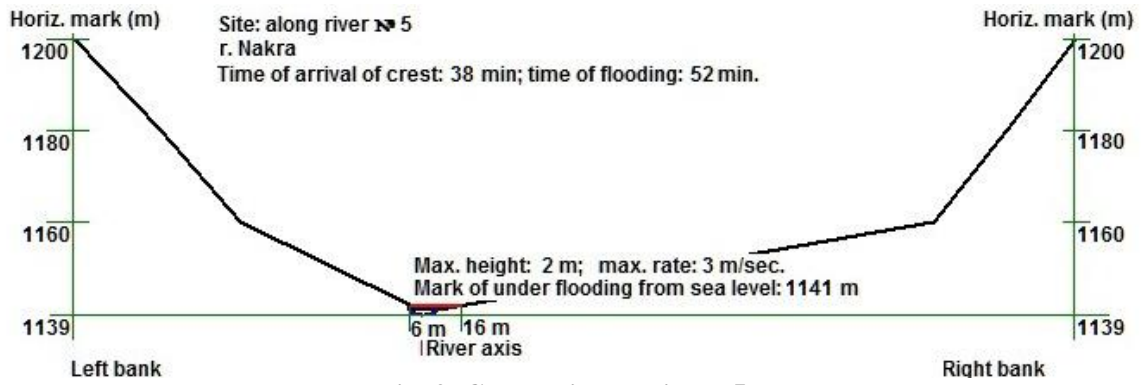 Horiz. mark (m)
Site: along river № 5
Horiz. mark (m)
r. Nakra
Time of arrival of crest: 38 min; time of flooding: 52 min.
1200
1200
1180
1180
1160
1160
Max. height: 2 m; max. rate: 3 m/sec.
Mark of under flooding from sea level: 1141 m
1139
6 m
16 m
1139
River axis
Left bank
Right bank